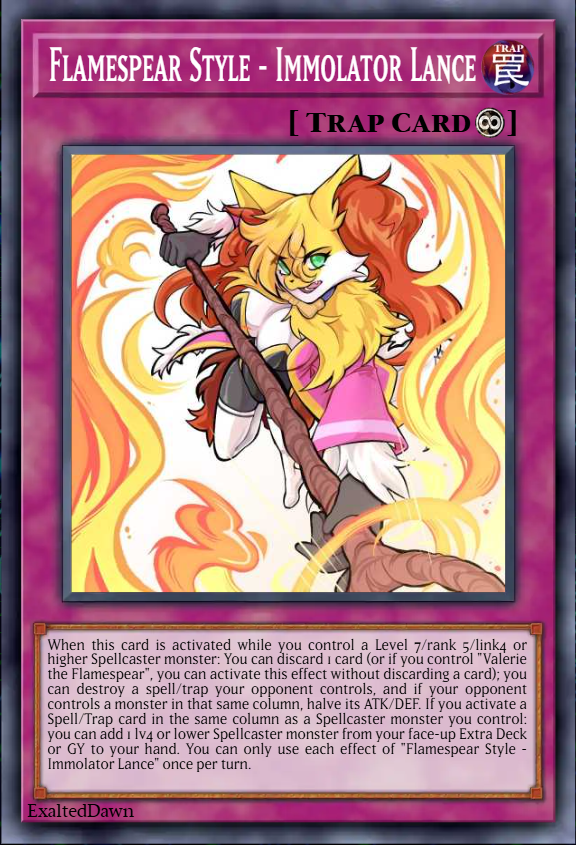 Flamespear Style - Immolator Lance
TRAP
罠
[ Trap Card ]
When this card is activated while you control a Level 7/rank 5/link4 or
higher Spellcaster monster: You can discard 1 card (or if you control "Valerie
the Flamespear", you can activate this effect without discarding a card); you
can destroy a spell/trap your opponent controls, and if your opponent
controls a monster in that same column, halve its ATK/DEF. If you activate a
Spell/Trap card in the same column as a Spellcaster monster you control:
you can add 1 lv4 or lower Spellcaster monster from your face-up Extra Deck
or GY to your hand. You can only use each effect of "Flamespear Style -
Immolator Lance" once per turn.
ExaltedDawn